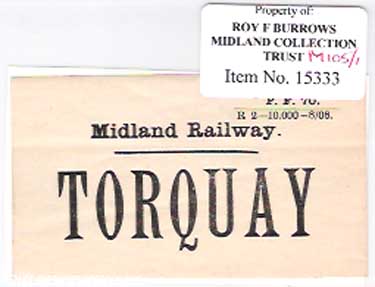 Property of:
ROY F BURROWS
MIDLAND COLLECTION
TRUST M105/1
Item No. 15333
P. F. 70.
R 2—10.000—8/08.
Midland Railway.
TORQUAY